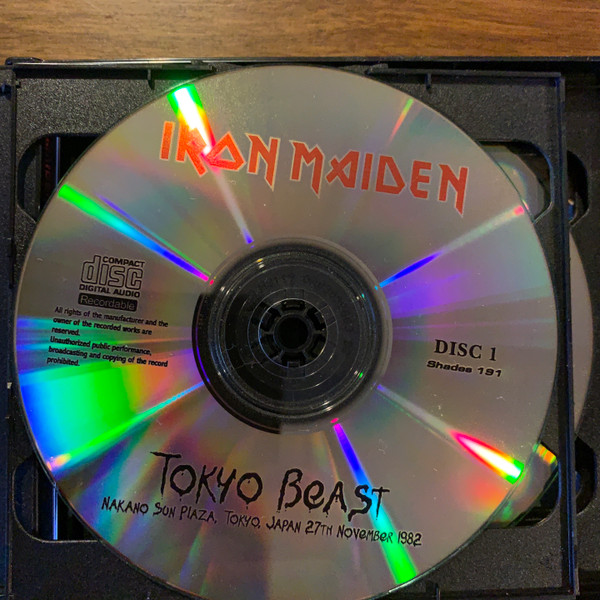 IRON MAIDEN
COMPACT
disc
DIGITAL AUDIO
Recordable
All rights of the manufacturer and the
owner of the recorded works are
reserved.
Unauthorized public performance,
broadcasting and copying of the record
prohibited.
DISC 1
Shades 191
TOKYO BEAST
NAKANO SUN PLAZA, TOKYO. JAPAN 27TH NOVEMBER 1982